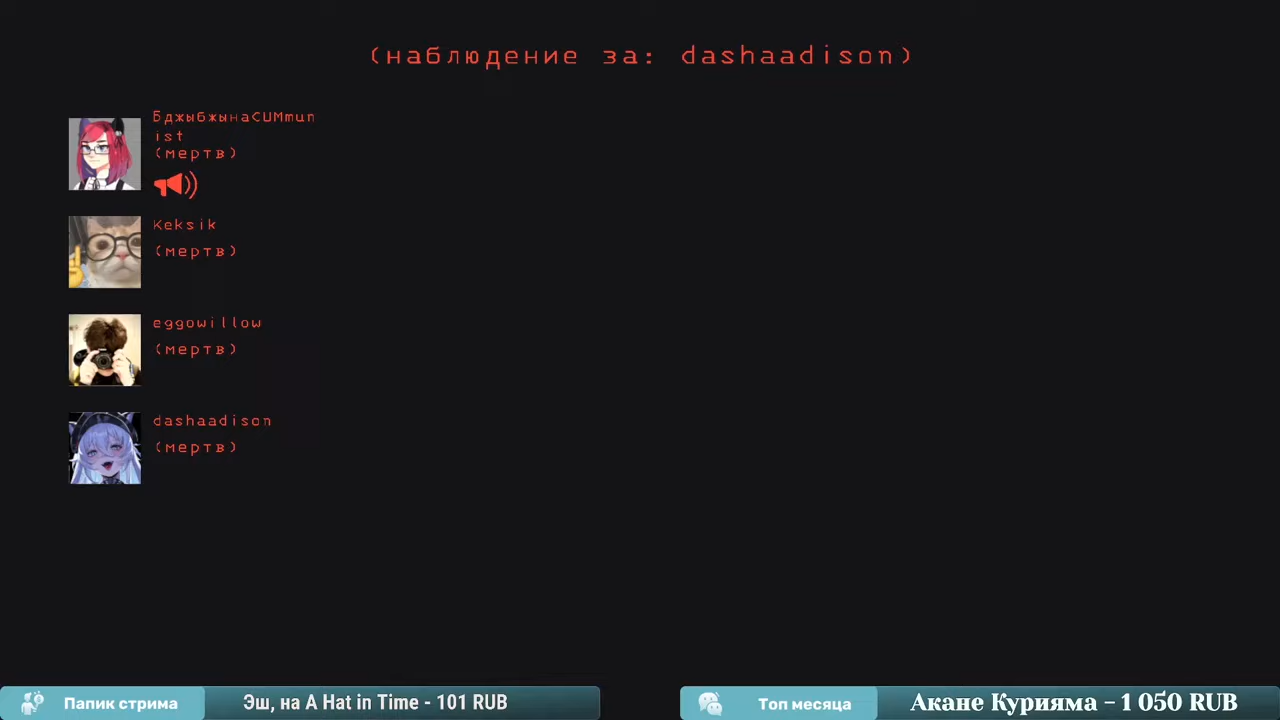 (наблюдение за: dashaadison)
БджыбжынаCUMmun
ist
(мертв)
Keksik
(мертв)
eggowillow
(мертв)
dashaadison
(мертв)
Папик стрима
Эш, на A Hat in Time - 101 RUB
Топ месяца
Акане Курияма - 1 050 RUB